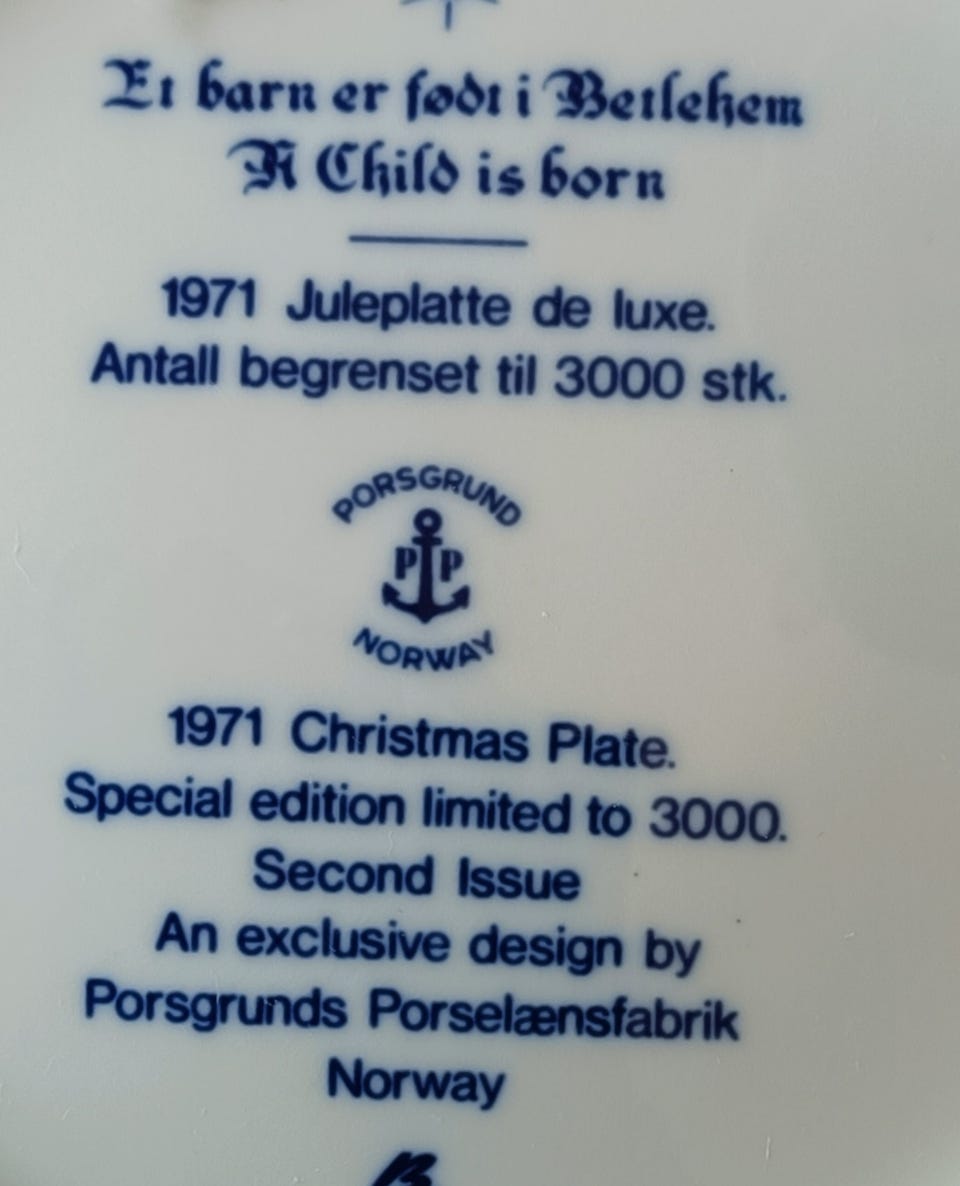 Et barn er født i Betlehem
A Child is born
1971 Juleplatte de luxe.
Antall begrenset til 3000 stk.
PORSGRUND
P P
NORWAY
1971 Christmas Plate.
Special edition limited to 3000.
Second Issue
An exclusive design by
Porsgrunds Porselænsfabrik
Norway